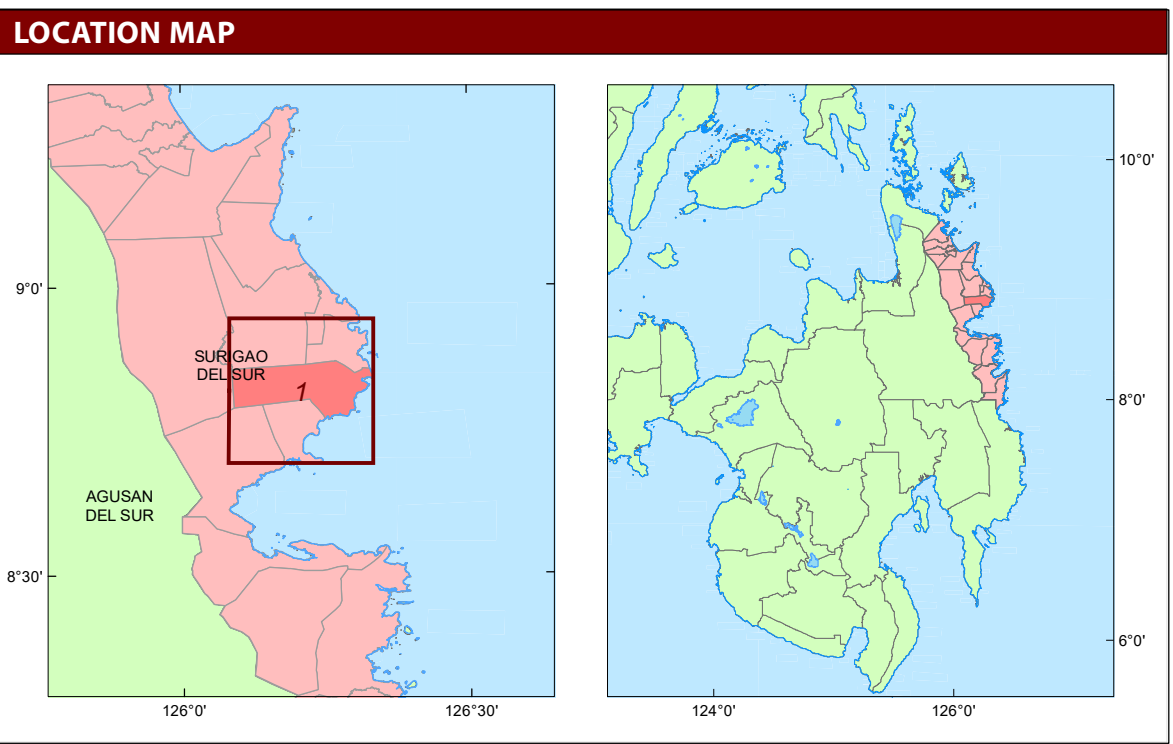 LOCATION MAP
9°0'
SURIGAO
DEL SUR
1
AGUSAN
DEL SUR
8°30'
126°0'
126°30'
10°0'
8°0'
6°0'
124°0'
126°0'